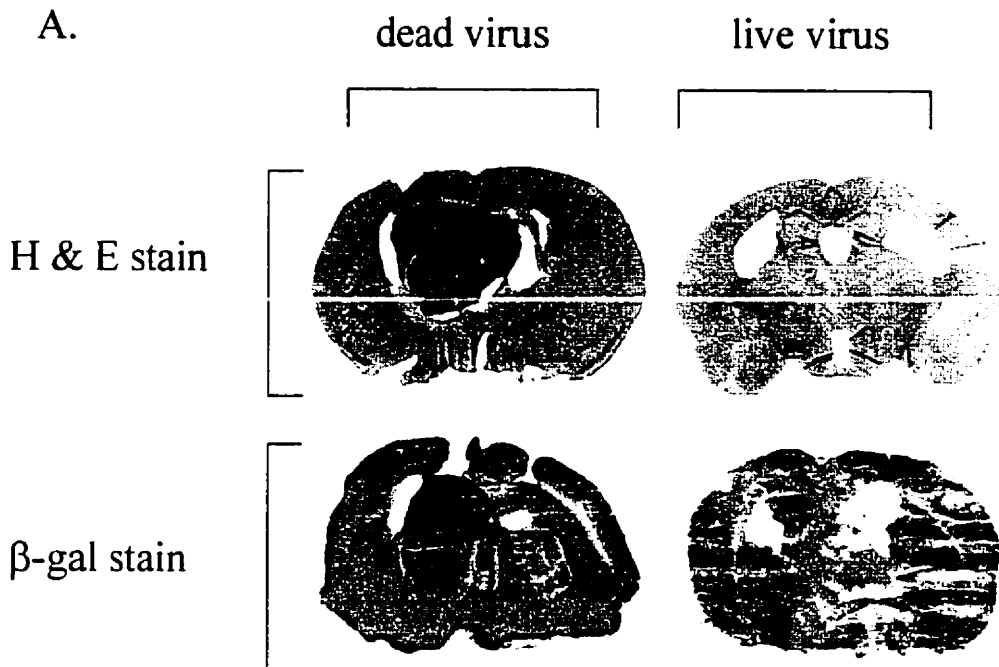 A.
dead virus
live virus
H & E stain
β-gal stain